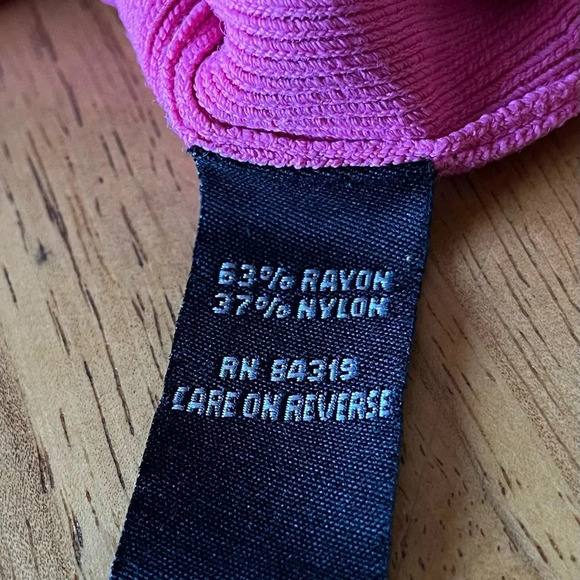 63% RAYON
37% NYLON
RN 84319
CARE ON REVERSE